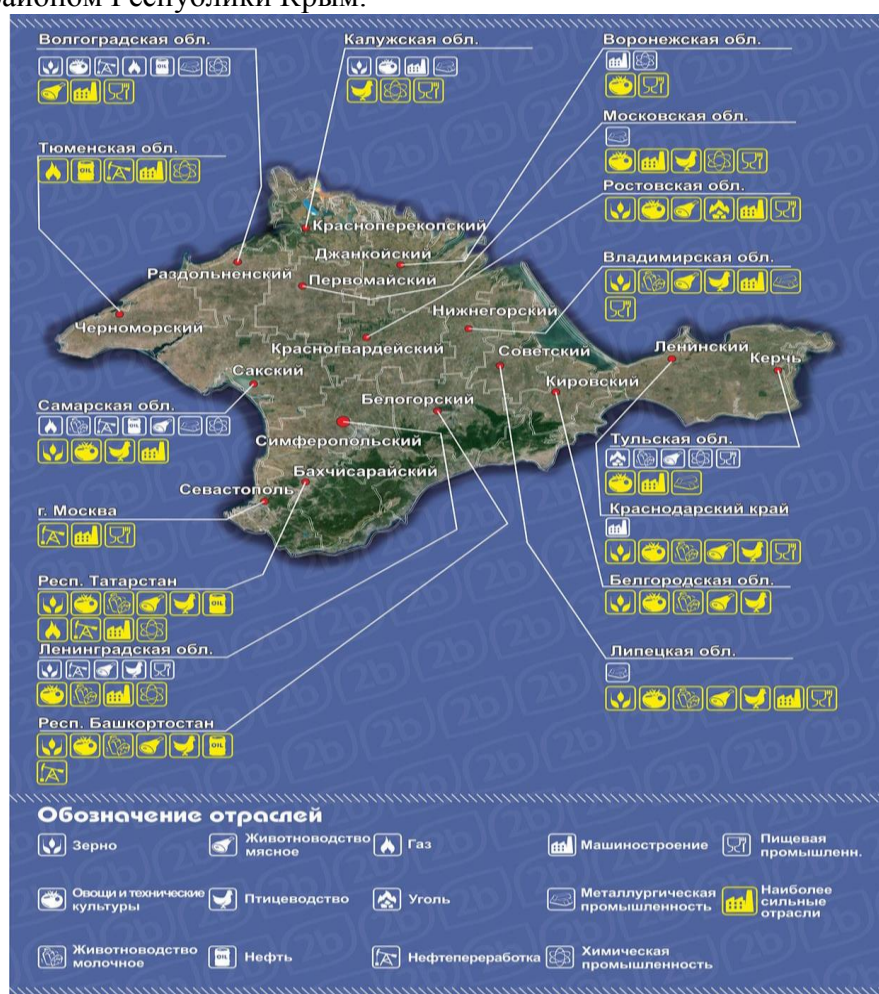 районом Республики Крым.
Волгоградская обл.
Калужская обл.
Воронежская обл.
Московская обл.
Тюменская обл.
Ростовская обл.
Владимирская обл.
Красноперекопский
Джанкойский
Раздольненский
Первомайский
Нижнегорский
Черноморский
Красногвардейский
Советский
Ленинский
Керчь
Сакский
Кировский
Белогорский
Самарская обл.
Симферопольский
Тульская обл.
Бахчисарайский
Севастополь
г. Москва
Краснодарский край
Респ. Татарстан
Белгородская обл.
Ленинградская обл.
Липецкая обл.
Респ. Башкортостан
Обозначение отраслей
Зерно
Животноводство
мясное
Газ
Машиностроение
Пищевая
промышленн.
Овощи и технические
культуры
Птицеводство
Уголь
Металлургическая
промышленность
Наиболее
сильные
отрасли
Животноводство
молочное
Нефть
Нефтепереработка
Химическая
промышленность